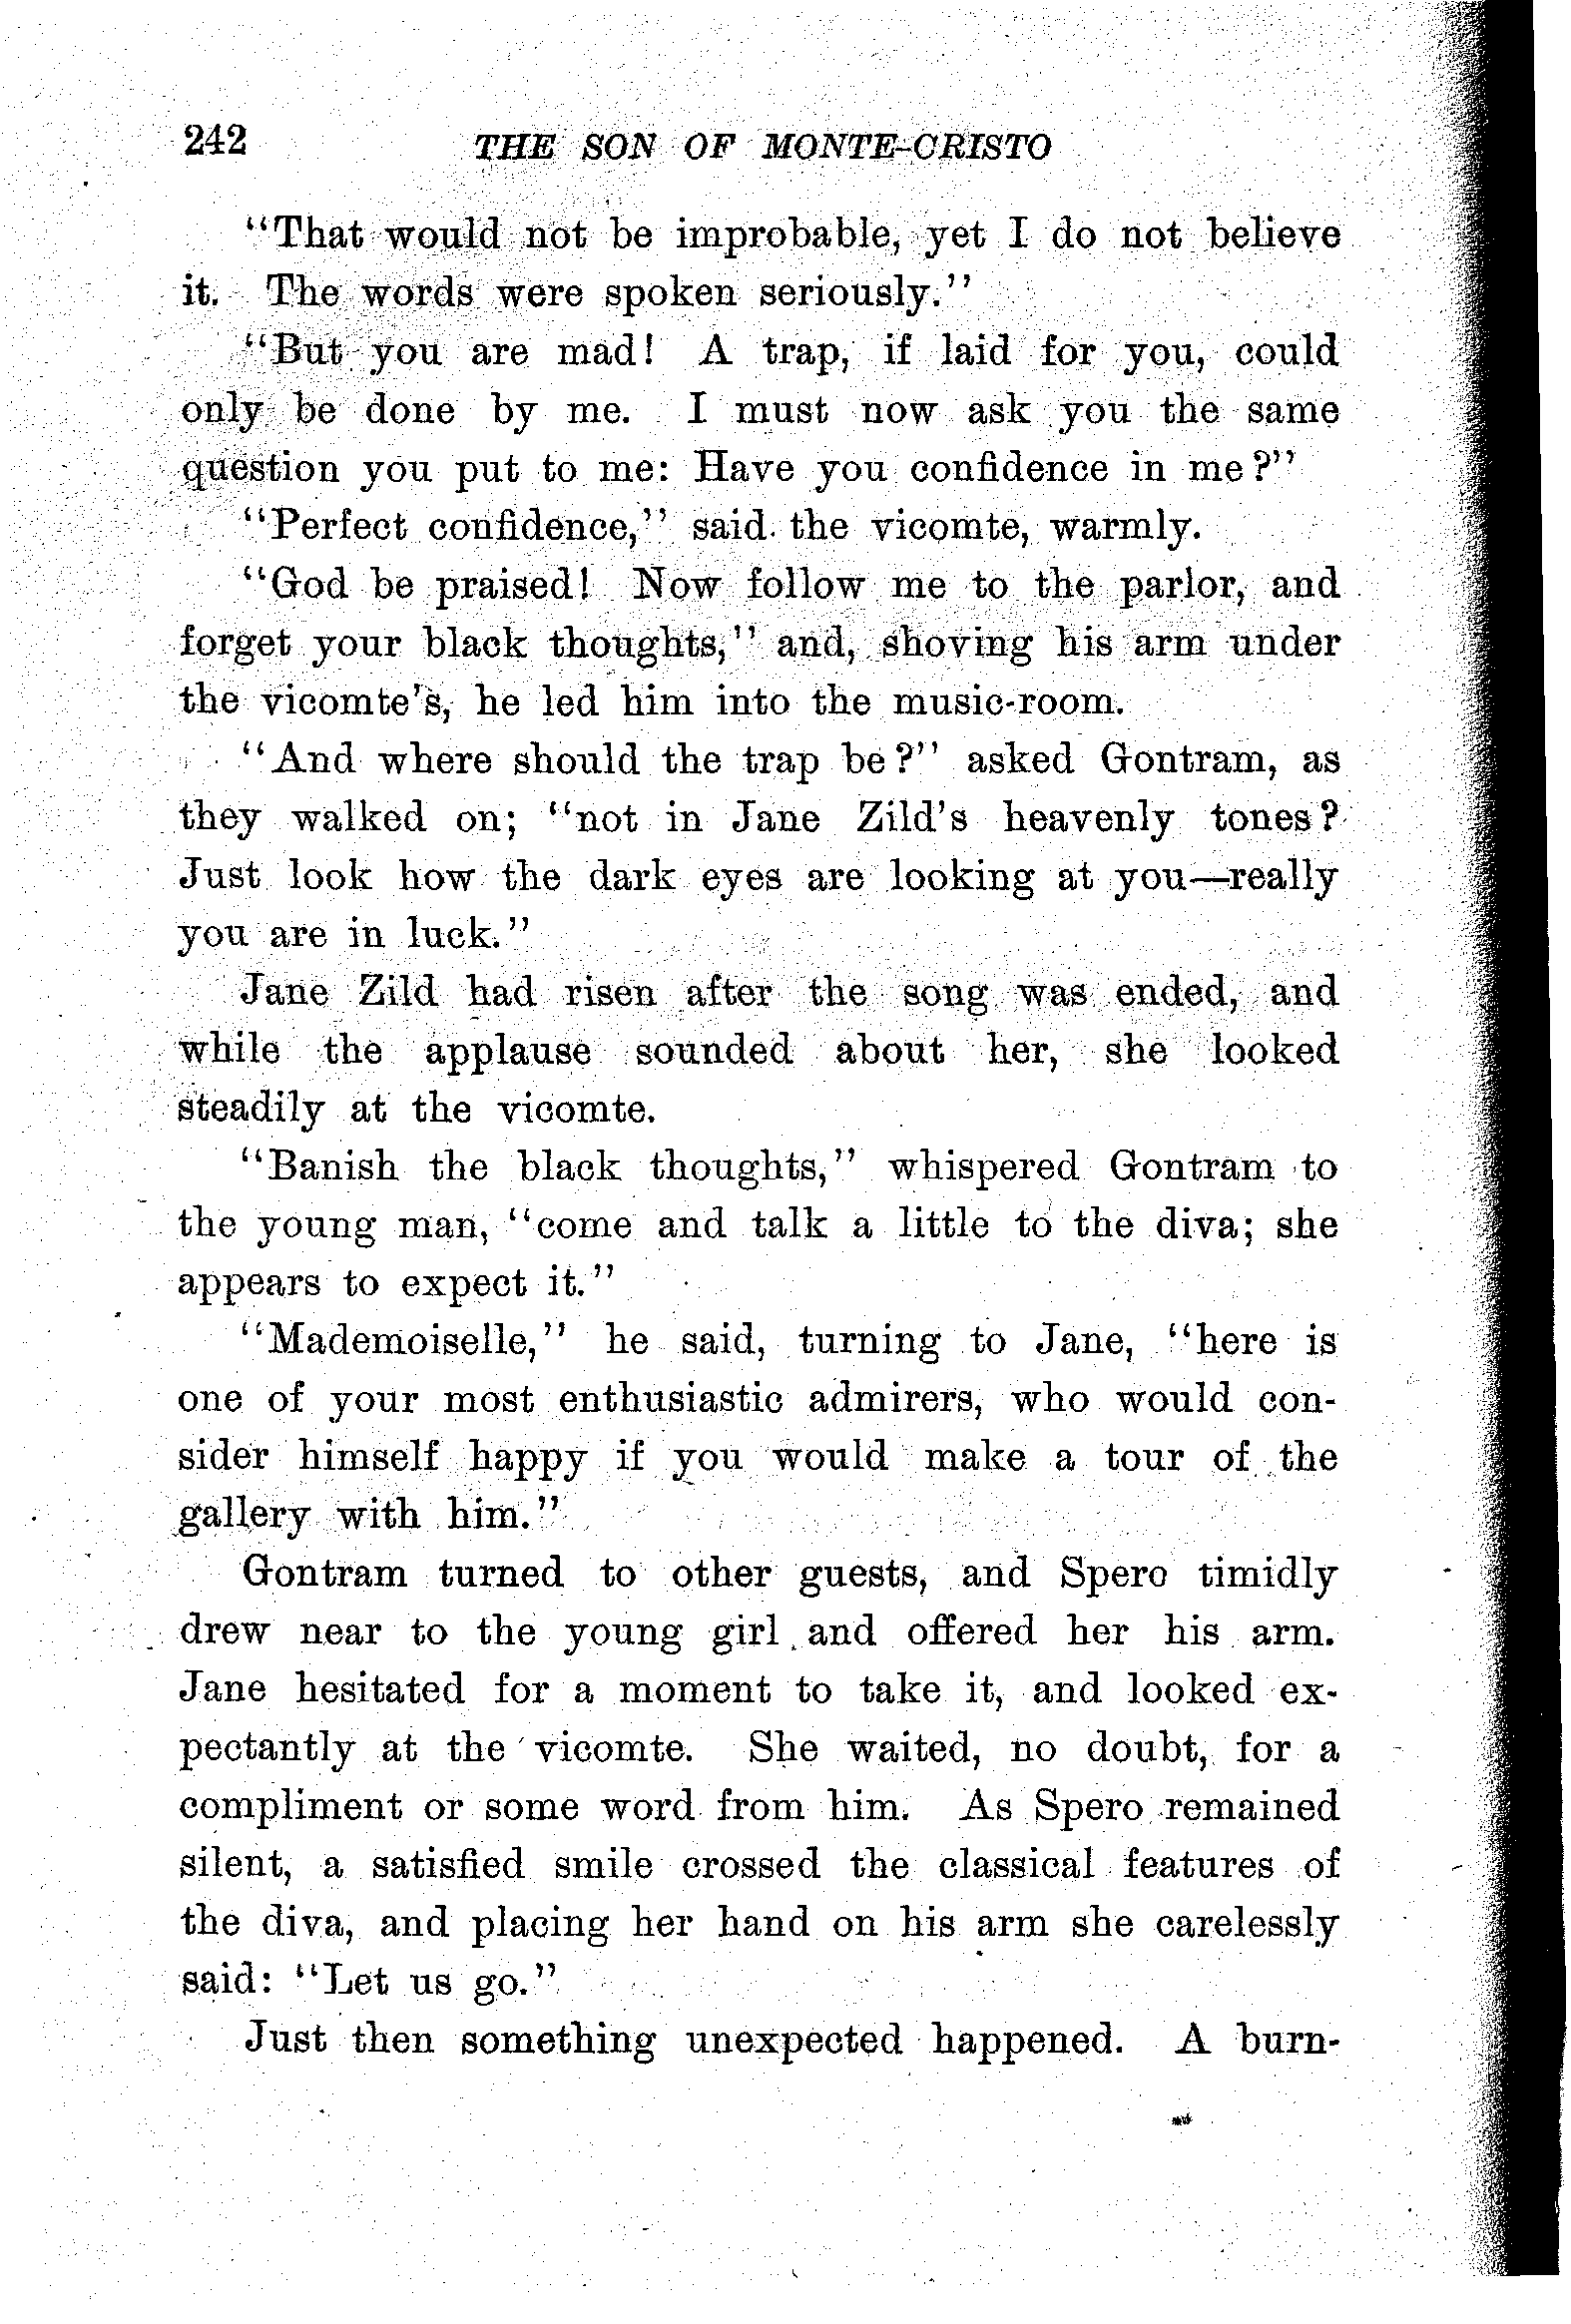 242 THE SON OF MONTE-CRISTO
"That would not be improbable, yet I do not believe
it. The words were spoken seriously."
"But you are mad! A trap, if laid for you, could
only be done by me. I must now ask you the same
question you put to me: Have you confidence in me?"
"Perfect confidence," said the vicomte, warmly.
"God be praised! Now follow me to the parlor, and
forget your black thoughts," and, shoving his arm under
the vicomte's, he led him into the music-room.
"And where should the trap be?" asked Gontram, as
they walked on; "not in Jane Zild's heavenly tones?
Just look how the dark eyes are looking at you—really
you are in luck."
Jane Zild had risen after the song was ended, and
while the applause sounded about her, she looked
steadily at the vicomte.
"Banish the black thoughts," whispered Gontram to
the young man, "come and talk a little to the diva; she
appears to expect it."
"Mademoiselle," he said, turning to Jane, "here is
one of your most enthusiastic admirers, who would con-
sider himself happy if you would make a tour of the
gallery with him."
Gontram turned to other guests, and Spero timidly
drew near to the young girl and offered her his arm.
Jane hesitated for a moment to take it, and looked ex-
pectantly at the vicomte. She waited, no doubt, for a
compliment or some word from him. As Spero remained
silent, a satisfied smile crossed the classical features of
the diva, and placing her hand on his arm she carelessly
said: "Let us go."
Just then something unexpected happened. A burn-